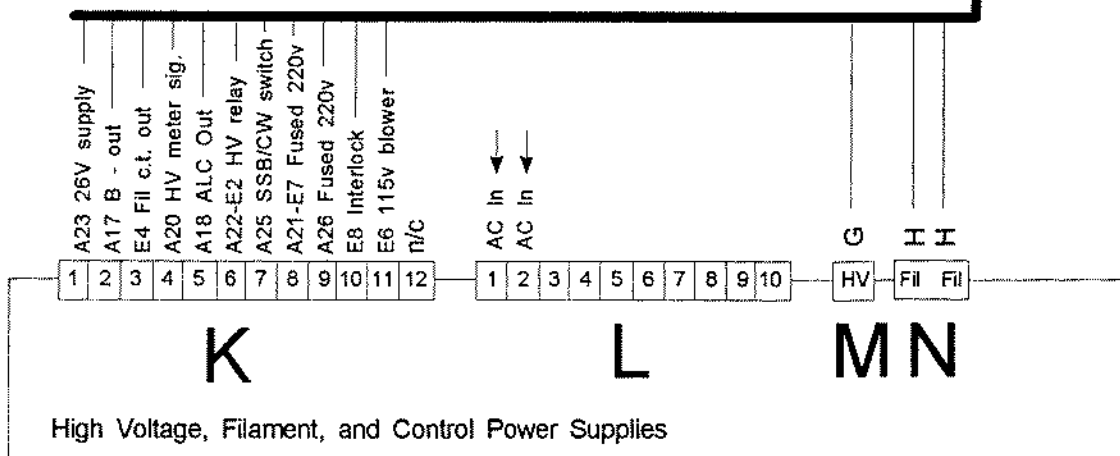 A23 26V supply
A17 B - out
E4 Fil c.t. out
A20 HV meter sig.
A18 ALC Out
A22-E2 HV relay
A25 SSB/CW switch
A21-E7 Fused 220v
A26 Fused 220v
E8 Interlock
E6 115v blower
n/c
AC In
AC In
G
H
H
1 2 3 4 5 6 7 8 9 10 11 12
1 2 3 4 5 6 7 8 9 10
HV
Fil Fil
K
L
M
N
High Voltage, Filament, and Control Power Supplies